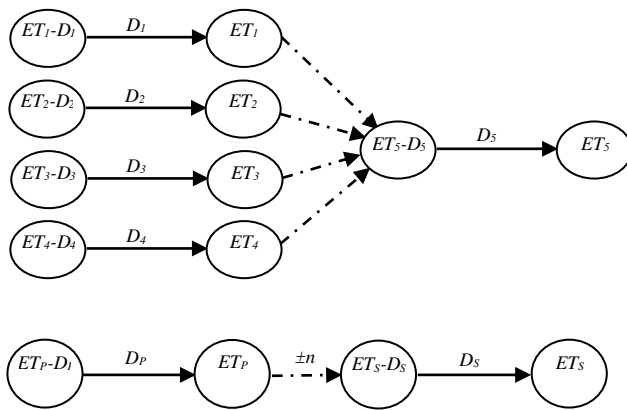 ET1-D1 D1 ET1
ET2-D2 D2 ET2
ET5-D5 D5 ET5
ET3-D3 D3 ET3
ET4-D4 D4 ET4
ETP-D1 DP ETP ±n ETS-DS DS ETS